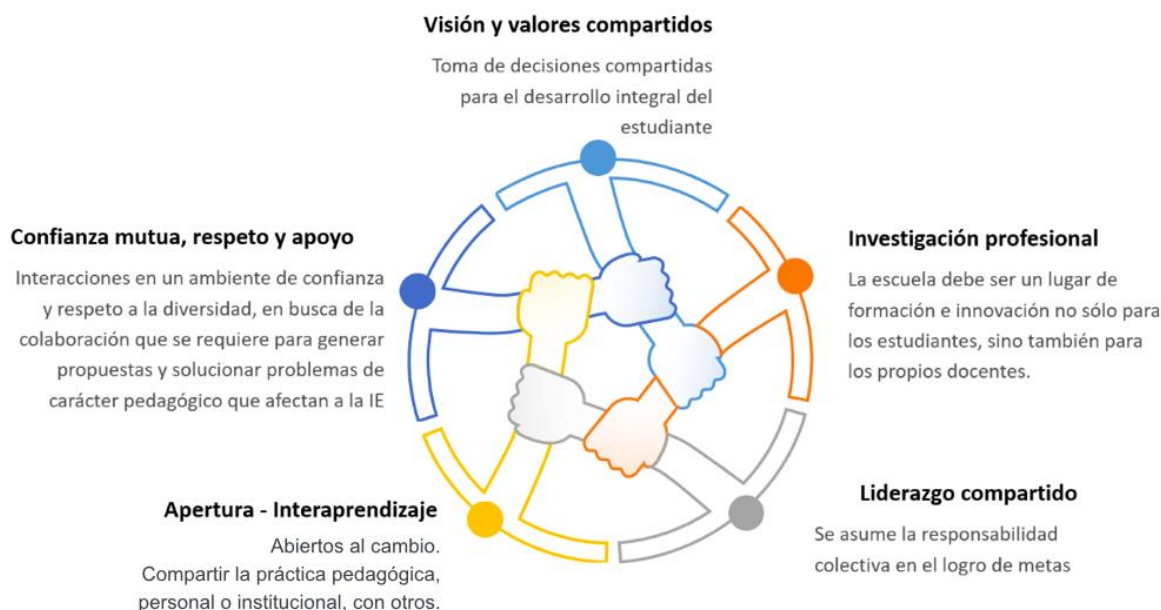 Visión y valores compartidos
Toma de decisiones compartidas
para el desarrollo integral del
estudiante
Confianza mutua, respeto y apoyo
Interacciones en un ambiente de confianza
y respeto a la diversidad, en busca de la
colaboración que se requiere para generar
propuestas y solucionar problemas de
carácter pedagógico que afectan a la IE
Investigación profesional
La escuela debe ser un lugar de
formación e innovación no sólo para
los estudiantes, sino también para
los propios docentes.
Apertura - Interaprendizaje
Abiertos al cambio.
Compartir la práctica pedagógica,
personal o institucional, con otros.
Liderazgo compartido
Se asume la responsabilidad
colectiva en el logro de metas